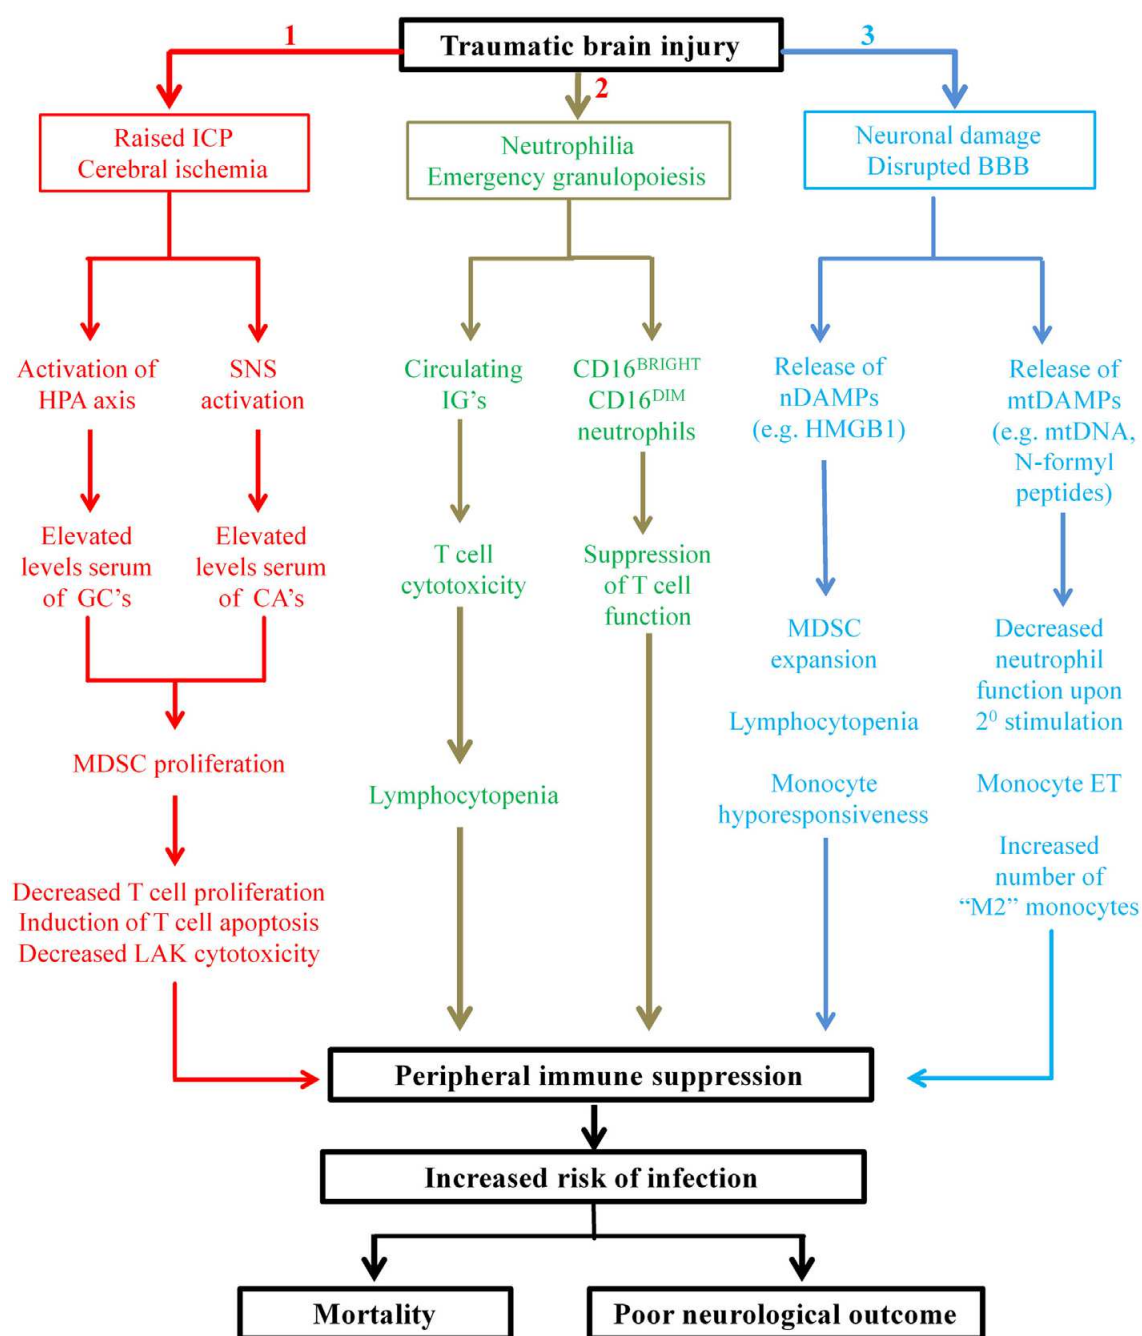 Traumatic brain injury
1
2
3
Raised ICP
Cerebral ischemia
Neutrophilia
Emergency granulopoiesis
Neuronal damage
Disrupted BBB
Activation of
HPA axis
SNS
activation
Circulating
IG’s
CD16BRIGHT
CD16DIM
neutrophils
Release of
nDAMPs
(e.g. HMGB1)
Release of
mtDAMPs
(e.g. mtDNA,
N-formyl
peptides)
Elevated
levels serum
of GC’s
Elevated
levels serum
of CA’s
T cell
cytotoxicity
Suppression
of T cell
function
MDSC
expansion
Lymphocytopenia
Monocyte
hyporesponsiveness
Decreased
neutrophil
function upon
2⁰ stimulation
Monocyte ET
Increased
number of
“M2” monocytes
MDSC proliferation
Lymphocytopenia
Decreased T cell proliferation
Induction of T cell apoptosis
Decreased LAK cytotoxicity
Peripheral immune suppression
Increased risk of infection
Mortality
Poor neurological outcome